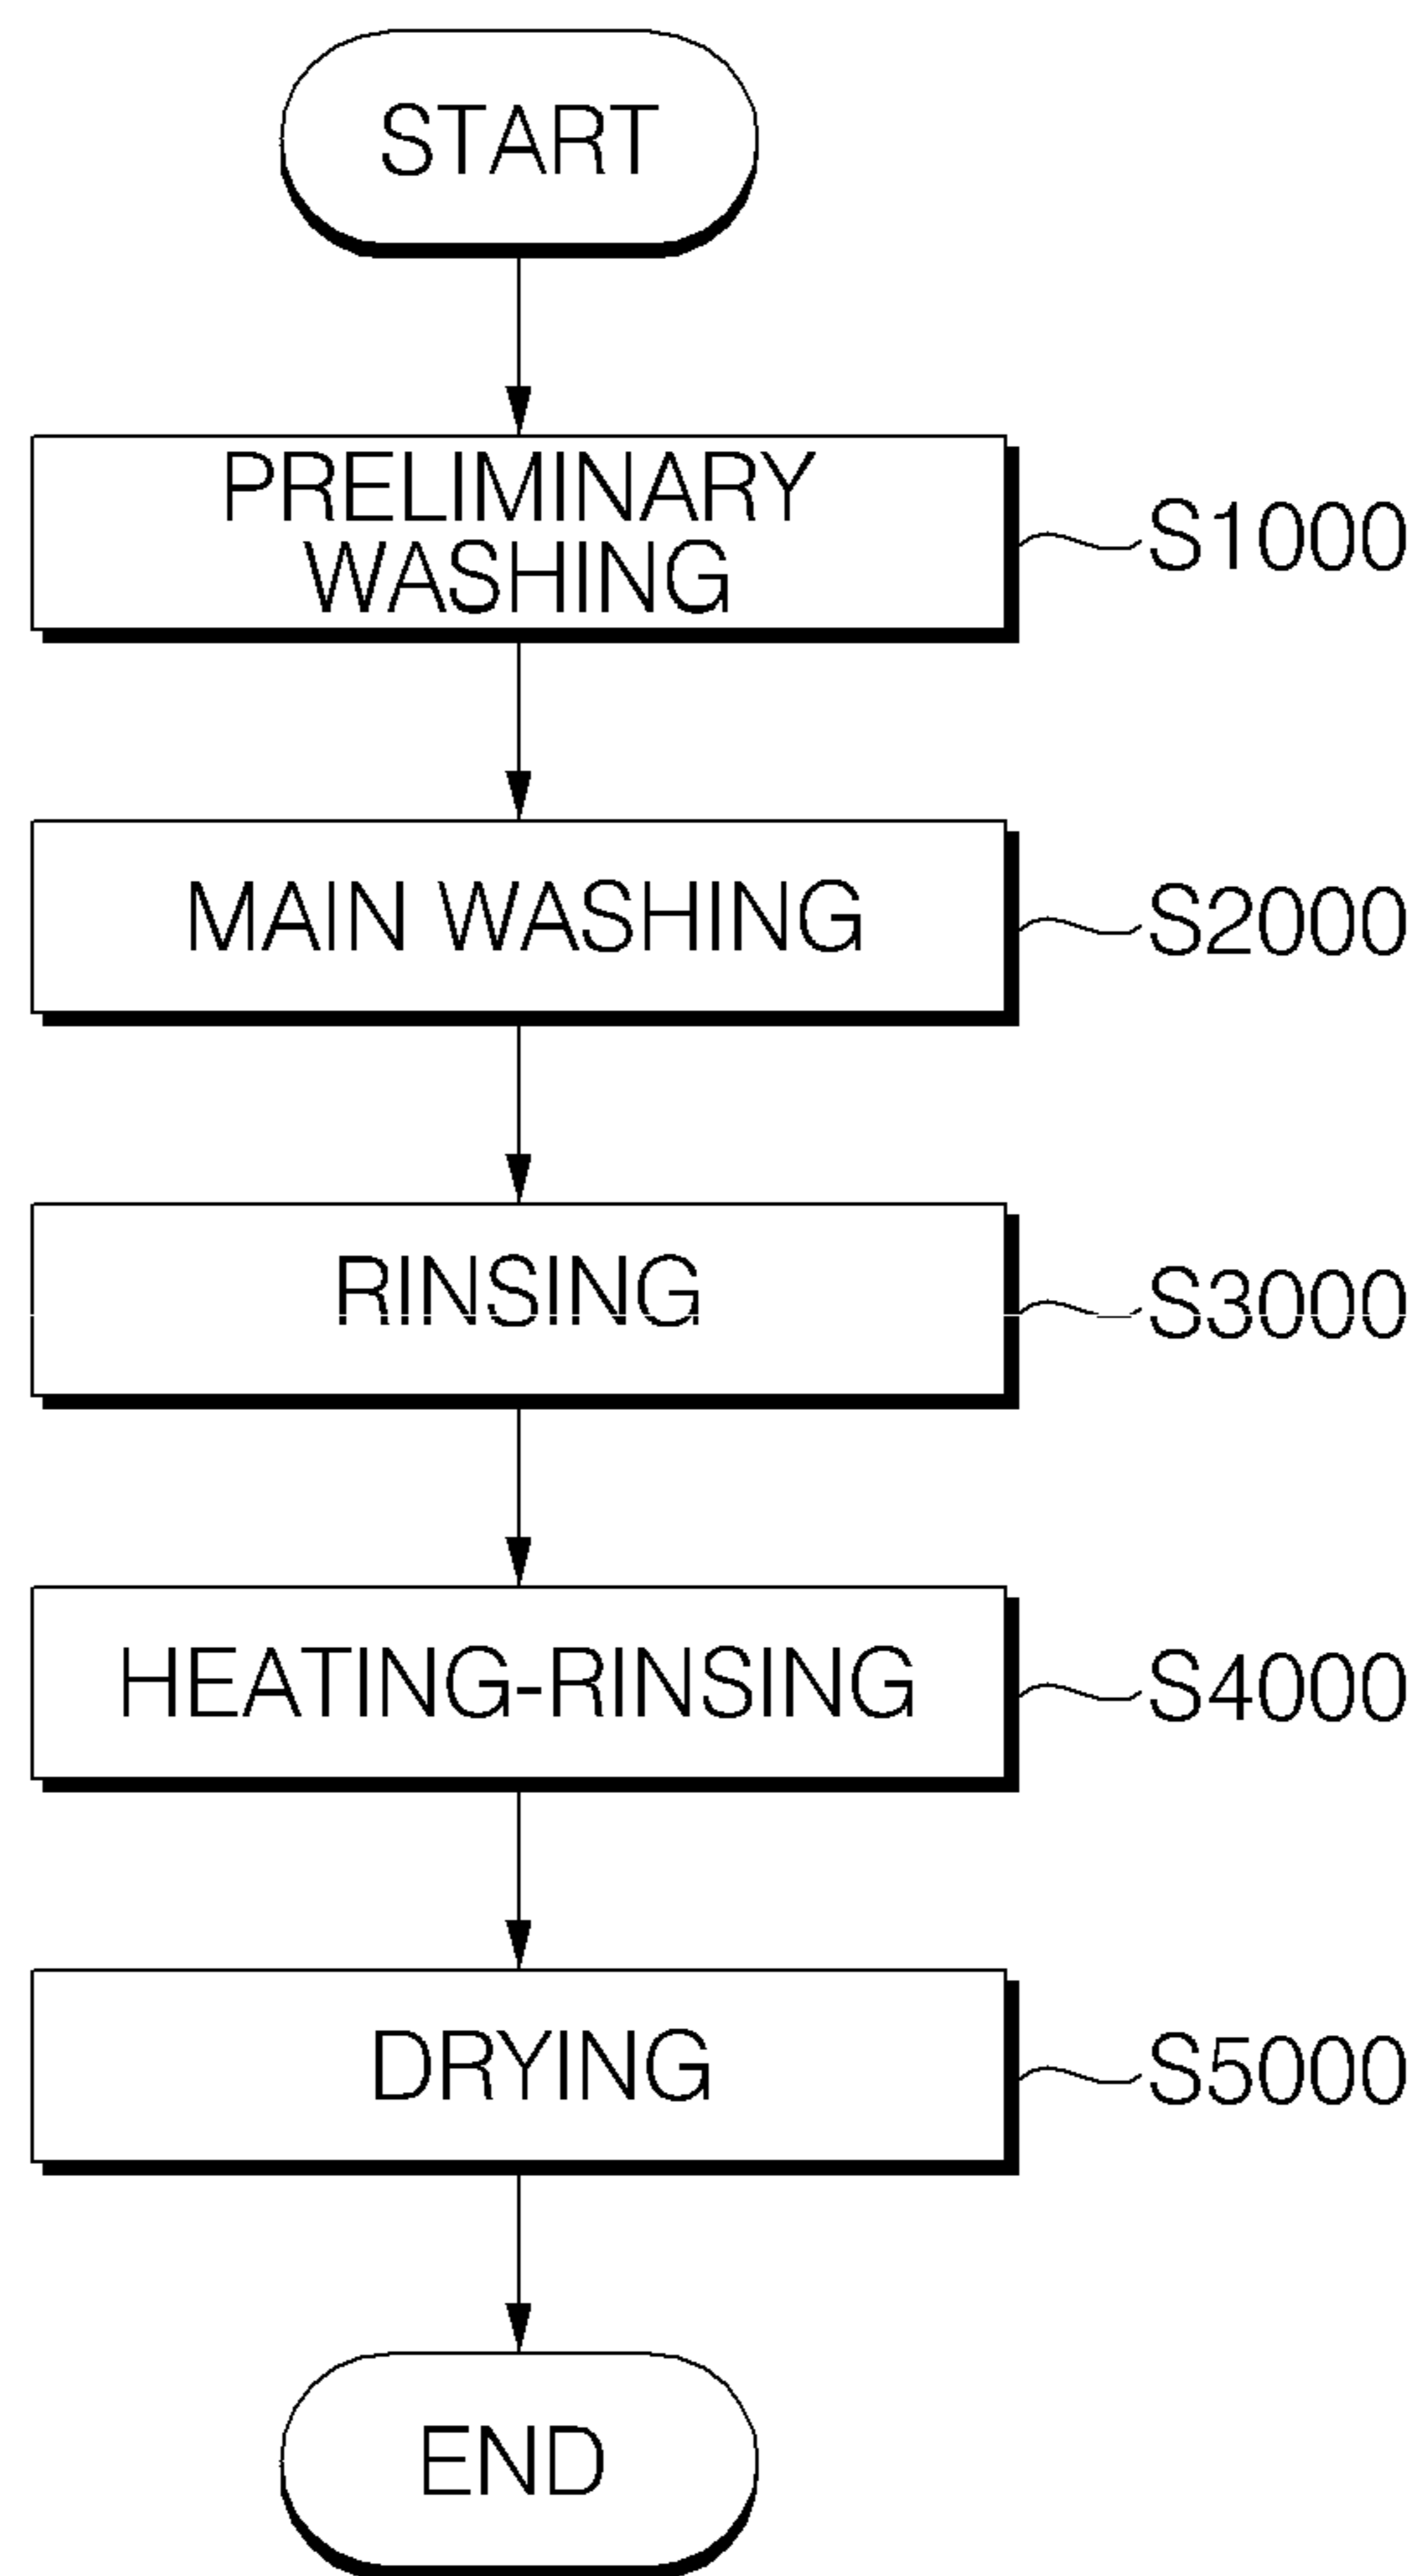 START
PRELIMINARY
WASHING
S1000
MAIN WASHING
S2000
RINSING
S3000
HEATING-RINSING
S4000
DRYING
S5000
END